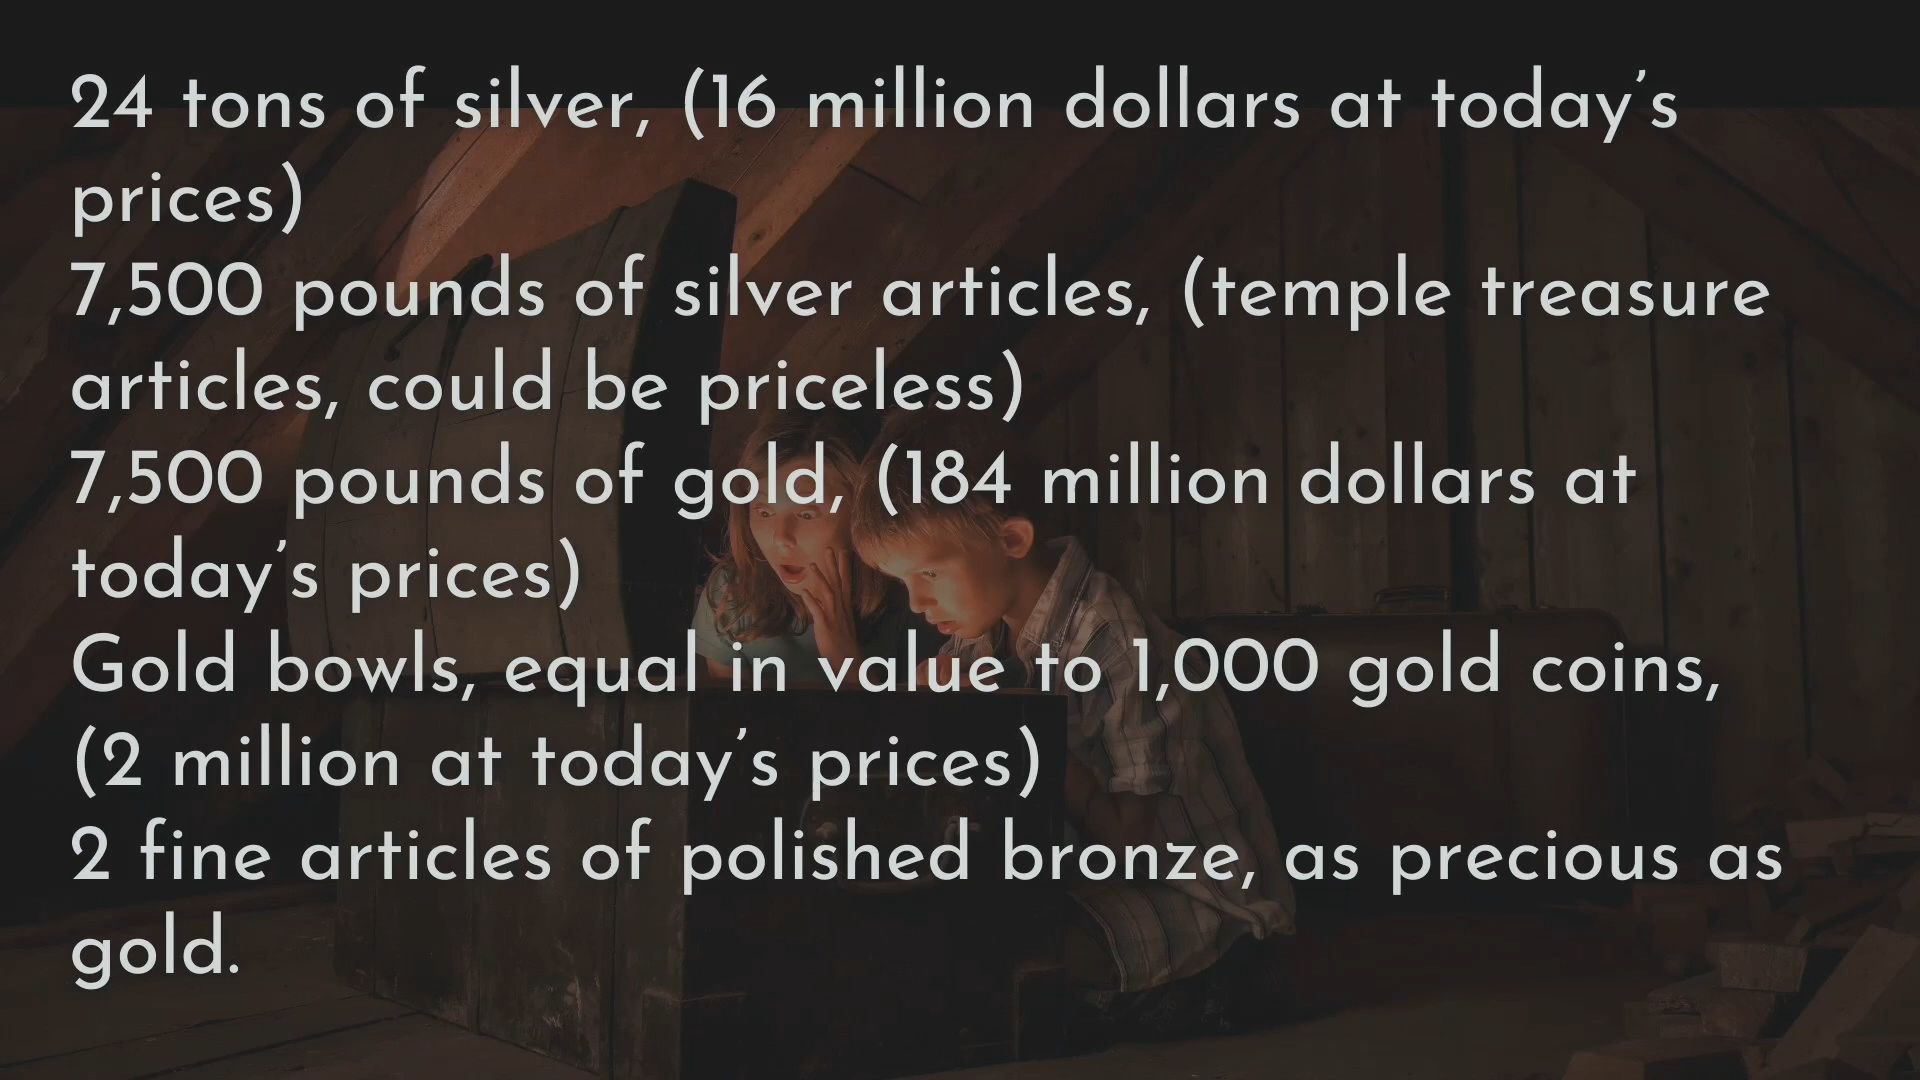 24 tons of silver, (16 million dollars at today’s
prices)
7,500 pounds of silver articles, (temple treasure
articles, could be priceless)
7,500 pounds of gold, (184 million dollars at
today’s prices)
Gold bowls, equal in value to 1,000 gold coins,
(2 million at today’s prices)
2 fine articles of polished bronze, as precious as
gold.